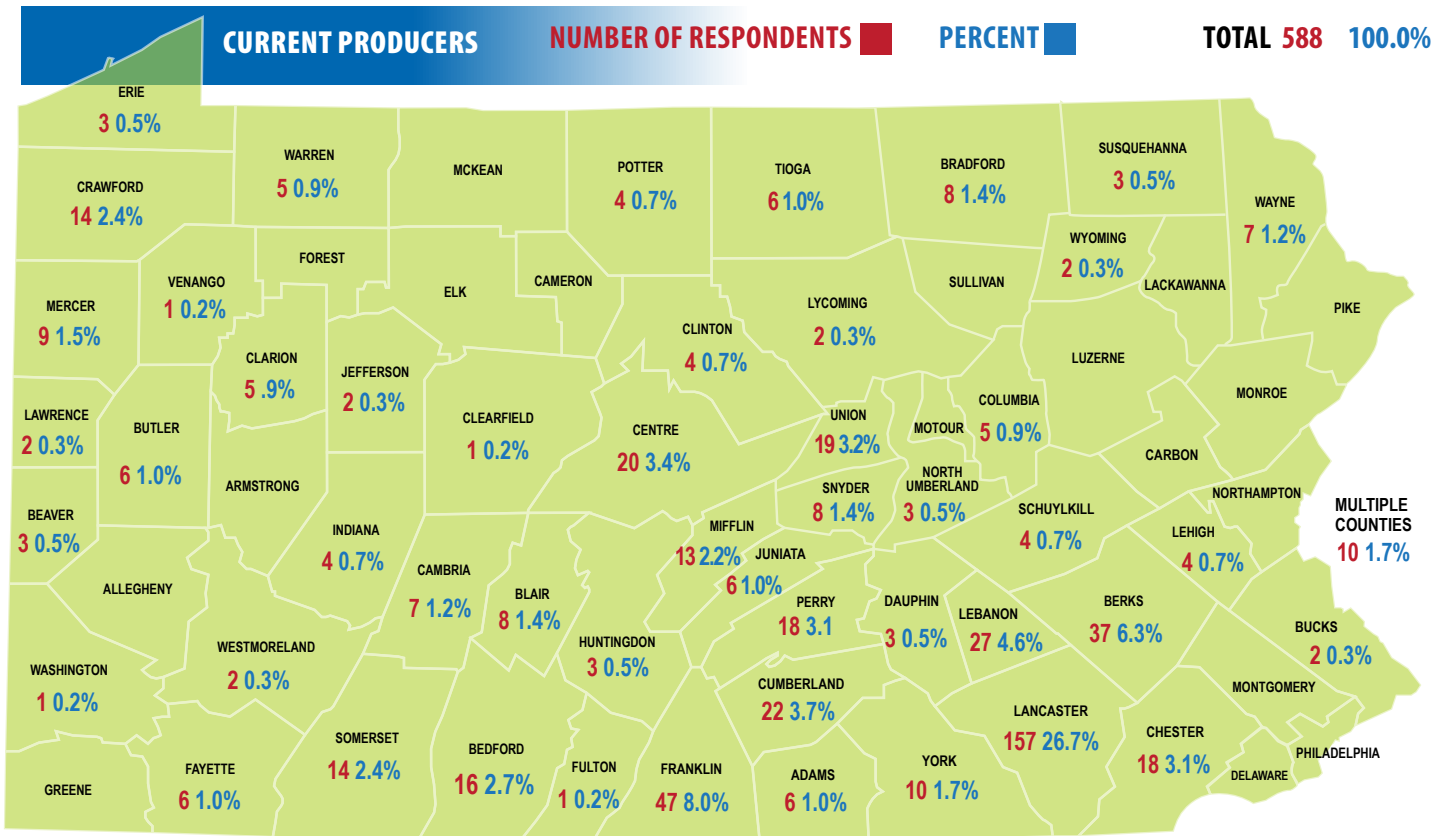 CURRENT PRODUCERS
NUMBER OF RESPONDENTS
PERCENT
TOTAL 588 100.0%
ERIE
3 0.5%
CRAWFORD
14 2.4%
WARREN
5 0.9%
MCKEAN
POTTER
4 0.7%
TIOGA
6 1.0%
BRADFORD
8 1.4%
SUSQUEHANNA
3 0.5%
WAYNE
7 1.2%
WYOMING
2 0.3%
LACKAWANNA
PIKE
MERCER
9 1.5%
VENANGO
1 0.2%
FOREST
ELK
CAMERON
SULLIVAN
LYCOMING
2 0.3%
CLINTON
4 0.7%
CLARION
5 .9%
JEFFERSON
2 0.3%
LUZERNE
MONROE
LAWRENCE
2 0.3%
BUTLER
6 1.0%
CLEARFIELD
1 0.2%
CENTRE
20 3.4%
UNION
19 3.2%
MOTOUR
COLUMBIA
5 0.9%
CARBON
ARMSTRONG
SNYDER
8 1.4%
NORTH
UMBERLAND
3 0.5%
NORTHAMPTON
BEAVER
3 0.5%
INDIANA
4 0.7%
MIFFLIN
13 2.2%
SCHUYLKILL
4 0.7%
LEHIGH
4 0.7%
MULTIPLE
COUNTIES
10 1.7%
ALLEGHENY
CAMBRIA
7 1.2%
BLAIR
8 1.4%
JUNIATA
6 1.0%
PERRY
18 3.1
DAUPHIN
3 0.5%
LEBANON
27 4.6%
BERKS
37 6.3%
BUCKS
2 0.3%
WASHINGTON
1 0.2%
WESTMORELAND
2 0.3%
HUNTINGDON
3 0.5%
CUMBERLAND
22 3.7%
MONTGOMERY
LANCASTER
157 26.7%
CHESTER
18 3.1%
PHILADELPHIA
DELAWARE
GREENE
FAYETTE
6 1.0%
SOMERSET
14 2.4%
BEDFORD
16 2.7%
FULTON
1 0.2%
FRANKLIN
47 8.0%
ADAMS
6 1.0%
YORK
10 1.7%